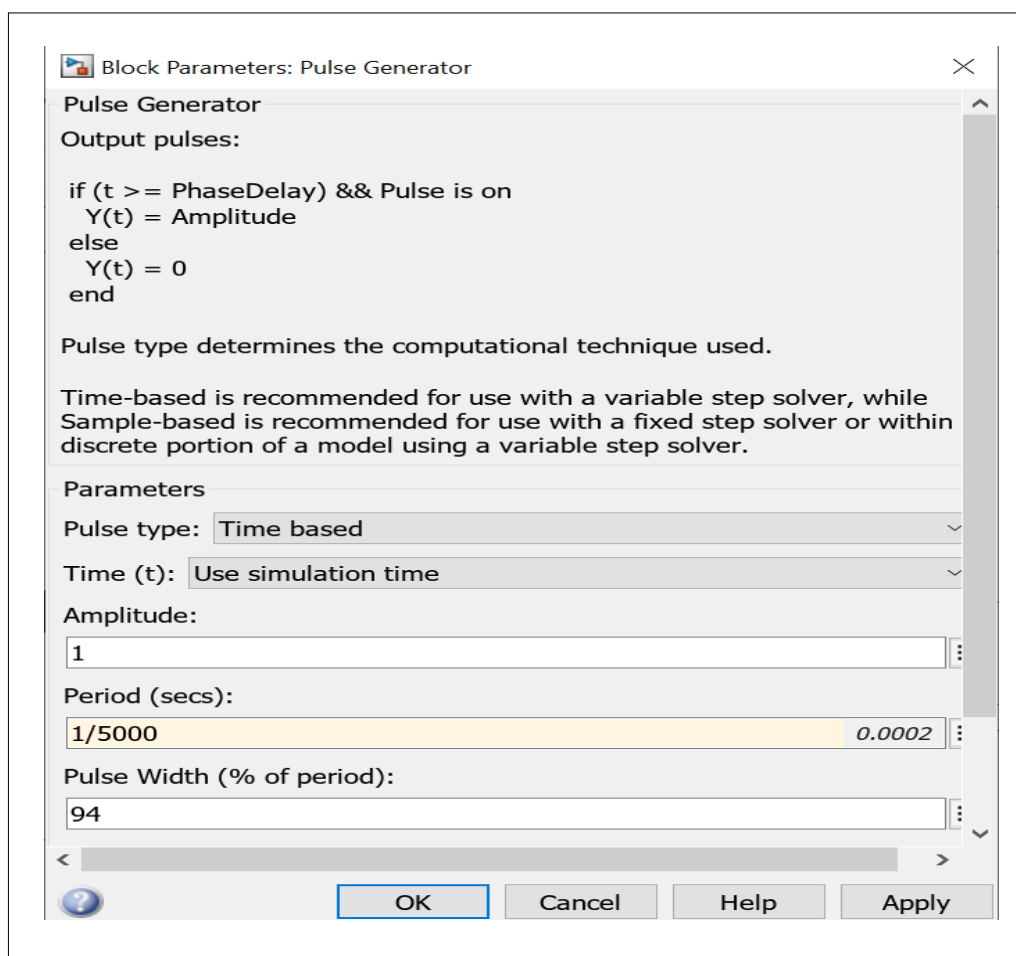 Block Parameters: Pulse Generator
Pulse Generator
Output pulses:
if (t >= PhaseDelay) && Pulse is on
Y(t) = Amplitude
else
Y(t) = 0
end
Pulse type determines the computational technique used.
Time-based is recommended for use with a variable step solver, while
Sample-based is recommended for use with a fixed step solver or within
discrete portion of a model using a variable step solver.
Parameters
Pulse type: Time based
Time (t): Use simulation time
Amplitude:
1
Period (secs):
1/5000 0.0002
Pulse Width (% of period):
94
? OK Cancel Help Apply